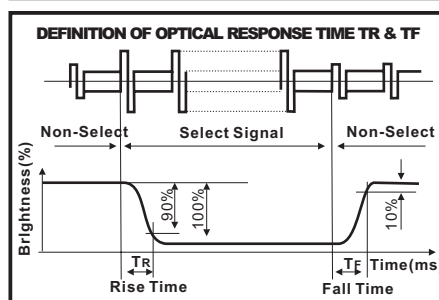 DEFINITION OF OPTICAL RESPONSE TIME TR & TF
Non-Select Select Signal Non-Select
Brightness(%)
90%
100%
10%
TR TF Time(ms
Rise Time Fall Time